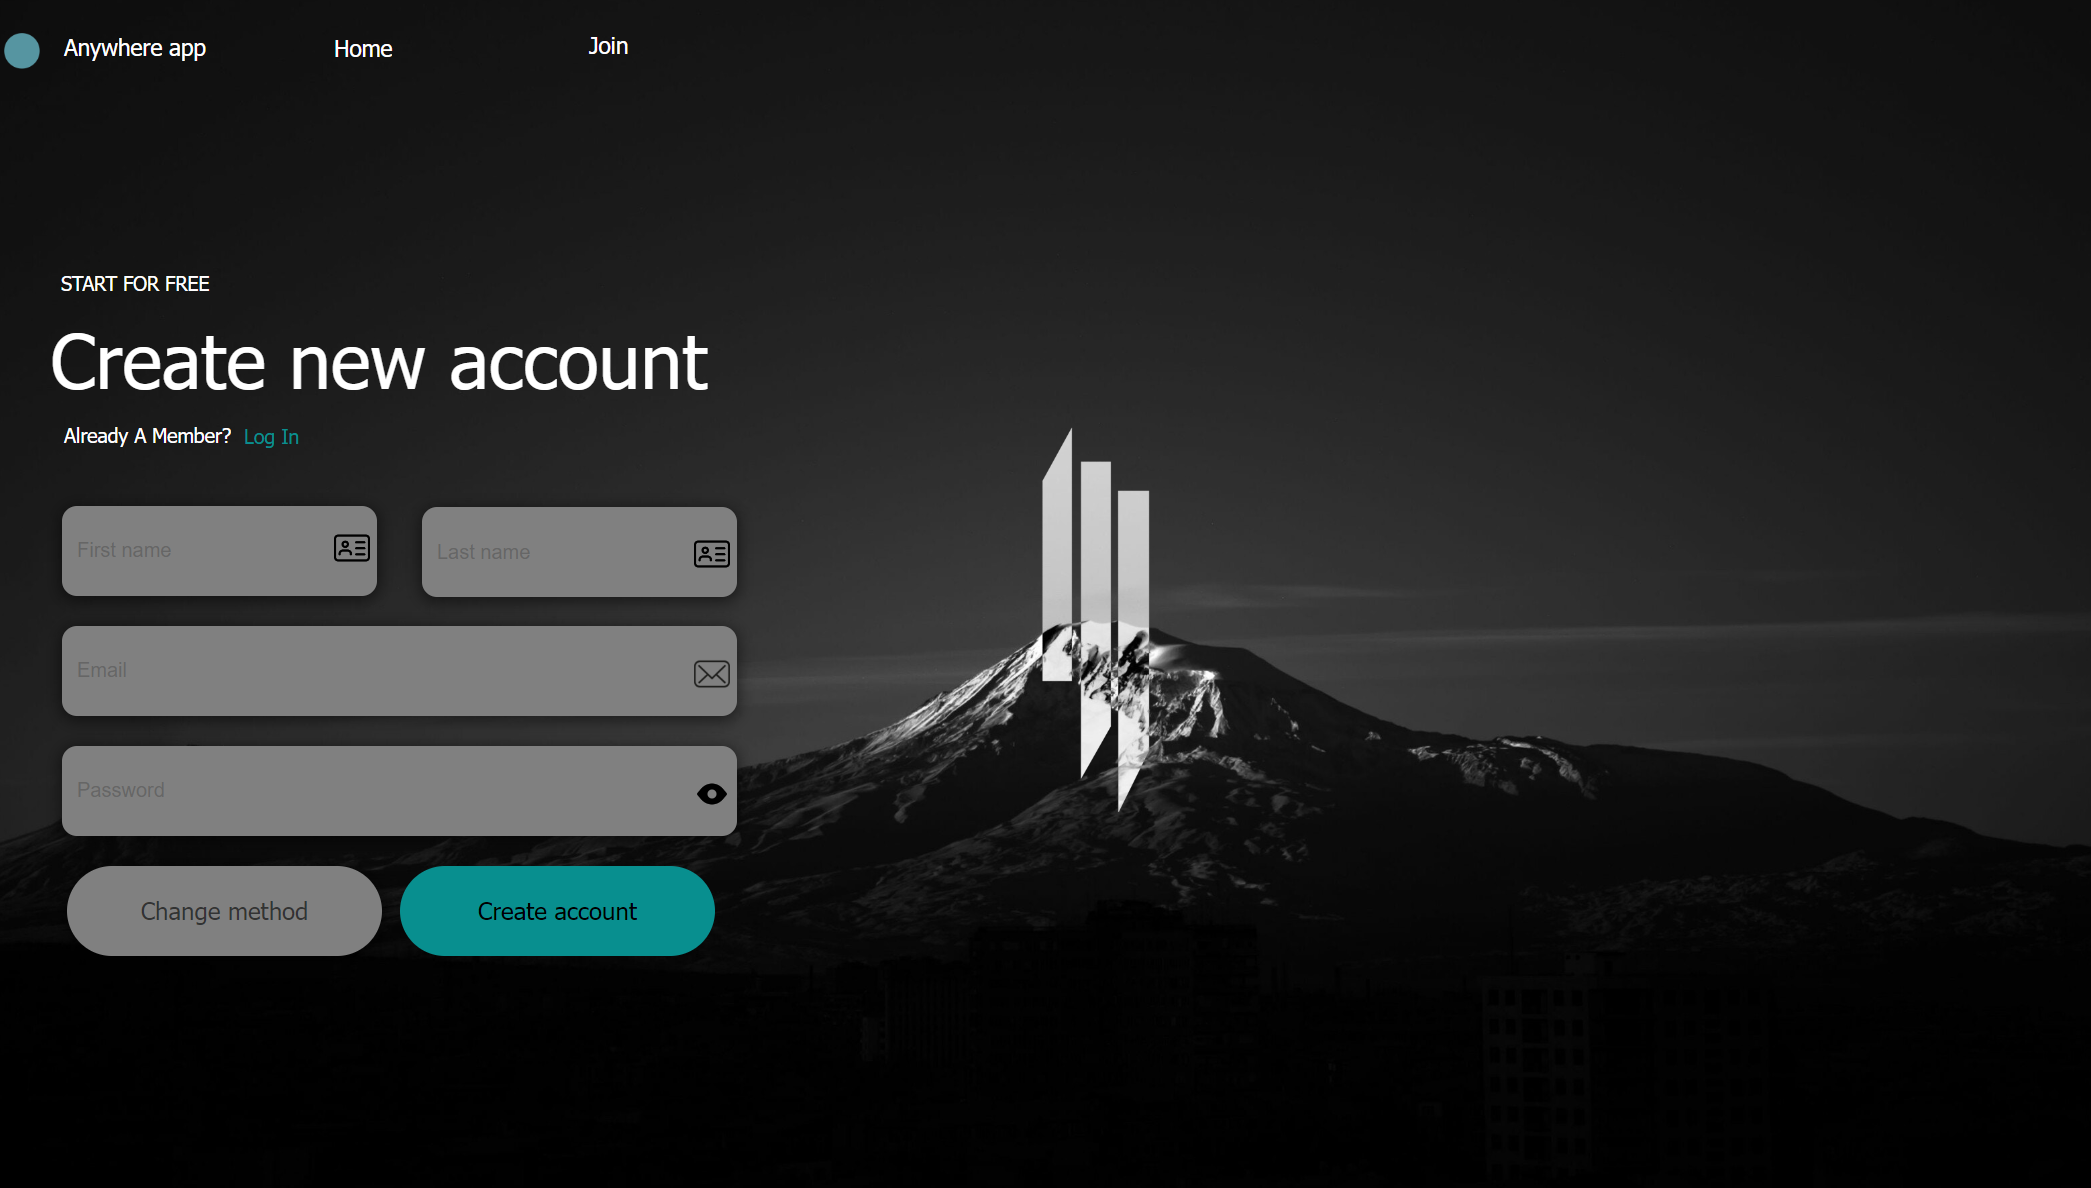 Anywhere app
Home
Join
START FOR FREE
Create new account
Already A Member? Log In
First name
Last name
Email
Password
Change method
Create account